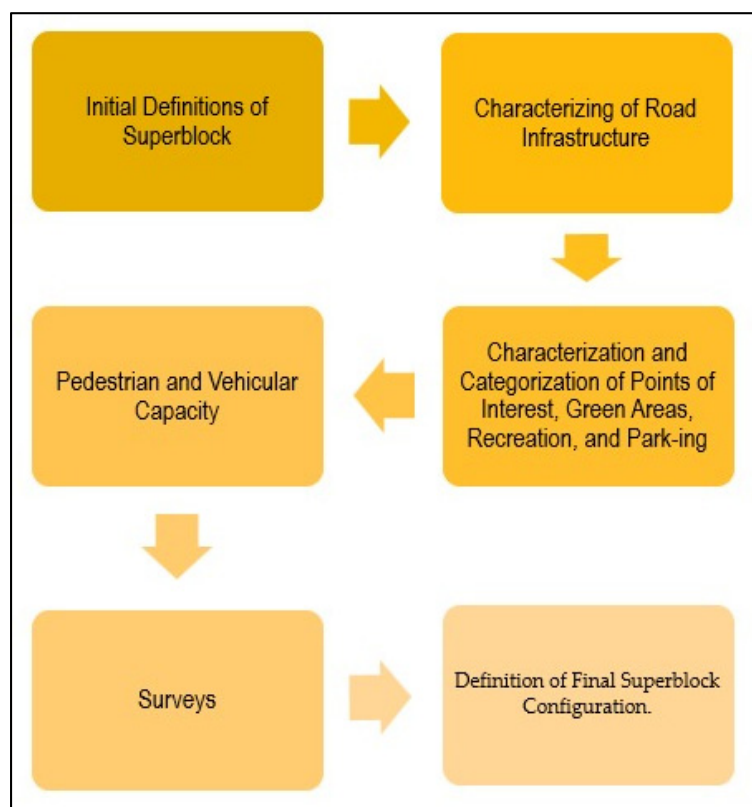 Initial Definitions of
Superblock
Characterizing of Road
Infrastructure
Characterization and
Categorization of Points of
Interest, Green Areas,
Recreation, and Park-ing
Pedestrian and Vehicular
Capacity
Surveys
Definition of Final Superblock
Configuration.